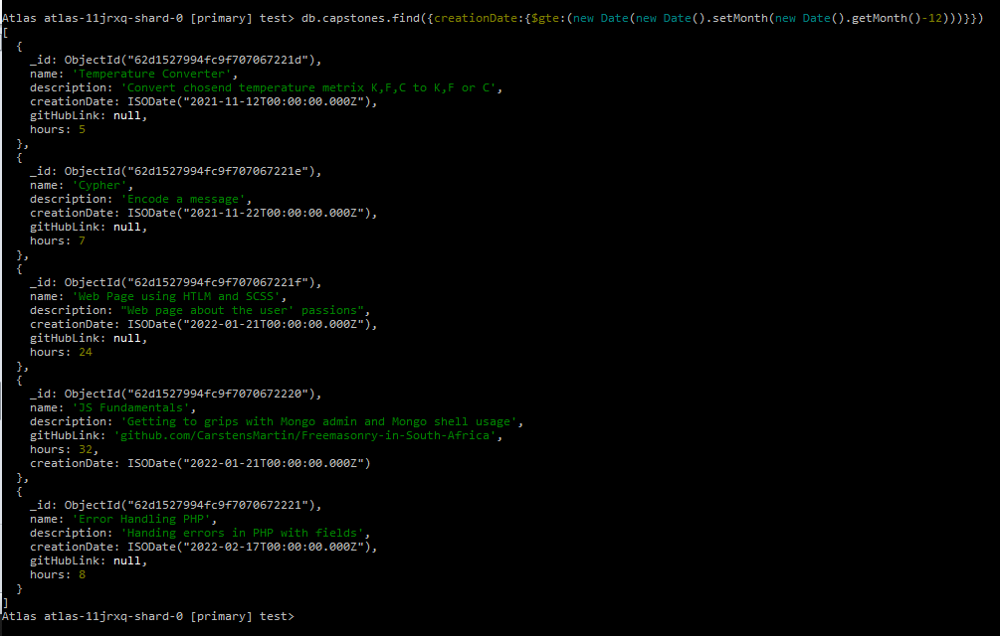 Atlas atlas-11jrxq-shard-0 [primary] test> db.capstones.find({creationDate:{$gte:(new Date(new Date().setMonth(new Date().getMonth()-12)))}})
[
  {
    _id: ObjectId("62d1527994fc9f707067221d"),
    name: 'Temperature Converter',
    description: 'Convert chosend temperature metrix K,F,C to K,F or C',
    creationDate: ISODate("2021-11-12T00:00:00.000Z"),
    gitHubLink: null,
    hours: 5
  },
  {
    _id: ObjectId("62d1527994fc9f707067221e"),
    name: 'Cypher',
    description: 'Encode a message',
    creationDate: ISODate("2021-11-22T00:00:00.000Z"),
    gitHubLink: null,
    hours: 7
  },
  {
    _id: ObjectId("62d1527994fc9f707067221f"),
    name: 'Web Page using HTLM and SCSS',
    description: "Web page about the user' passions",
    creationDate: ISODate("2022-01-21T00:00:00.000Z"),
    gitHubLink: null,
    hours: 24
  },
  {
    _id: ObjectId("62d1527994fc9f7070672220"),
    name: 'JS Fundamentals',
    description: 'Getting to grips with Mongo admin and Mongo shell usage',
    gitHubLink: 'github.com/CarstensMartin/Freemasonry-in-South-Africa',
    hours: 32,
    creationDate: ISODate("2022-01-21T00:00:00.000Z")
  },
  {
    _id: ObjectId("62d1527994fc9f7070672221"),
    name: 'Error Handling PHP',
    description: 'Handing errors in PHP with fields',
    creationDate: ISODate("2022-02-17T00:00:00.000Z"),
    gitHubLink: null,
    hours: 8
  }
]
Atlas atlas-11jrxq-shard-0 [primary] test>